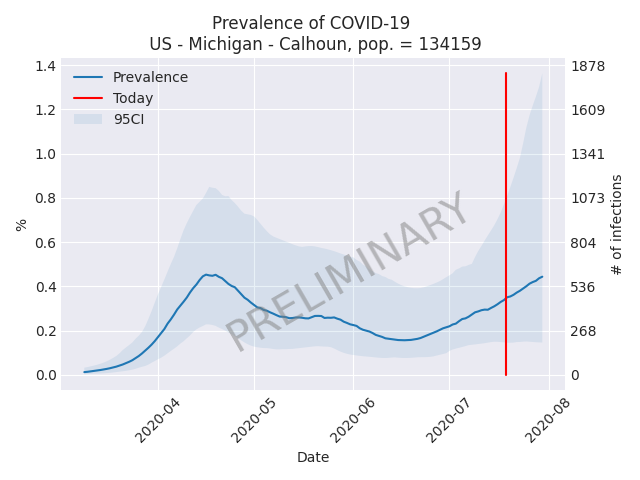 Prevalence of COVID-19
US - Michigan - Calhoun, pop. = 134159
Prevalence
Today
95CI
PRELIMINARY
%
1.4
1.2
1.0
0.8
0.6
0.4
0.2
0.0
1878
1609
1341
1073
804
536
268
0
# of infections
2020-04
2020-05
2020-06
2020-07
2020-08
Date